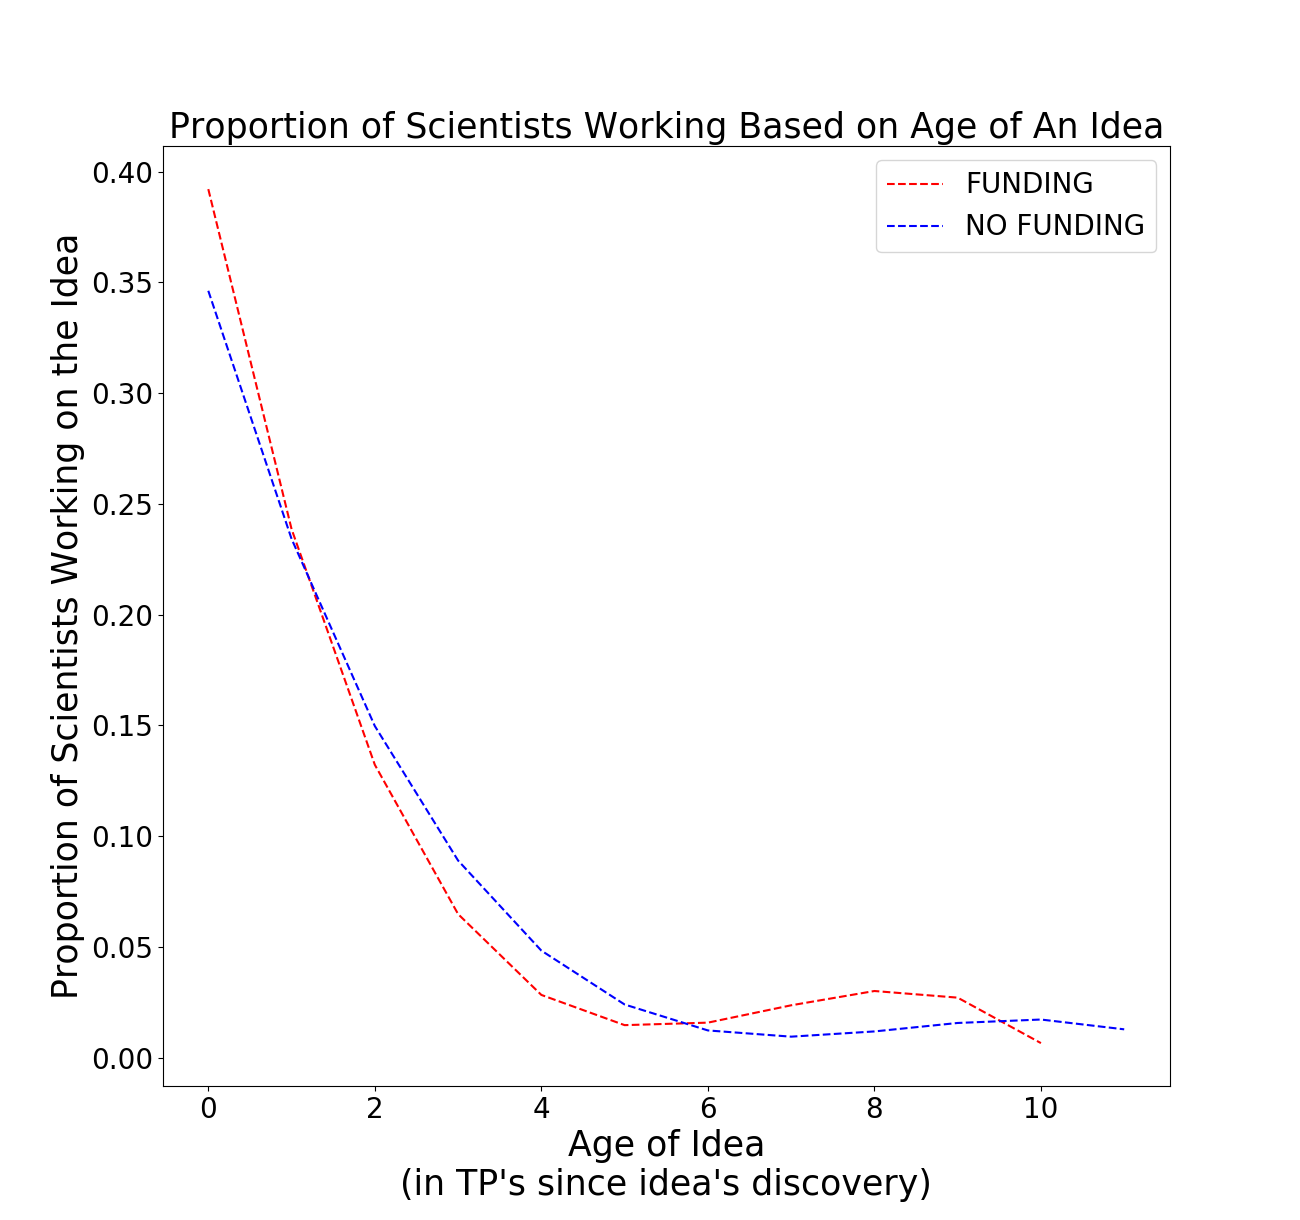 Proportion of Scientists Working Based on Age of An Idea
FUNDING
NO FUNDING
Proportion of Scientists Working on the Idea
0.40
0.35
0.30
0.25
0.20
0.15
0.10
0.05
0.00
0 2 4 6 8 10
Age of Idea
(in TP's since idea's discovery)